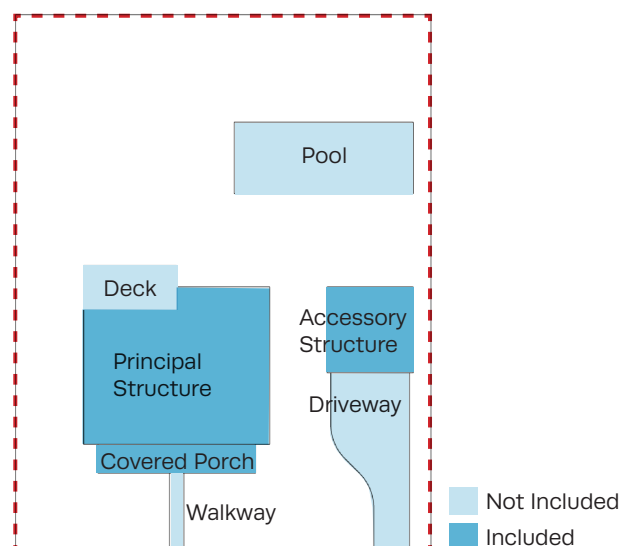 Pool
Deck
Accessory
Structure
Principal
Structure
Driveway
Covered Porch
Walkway
Not Included
Included